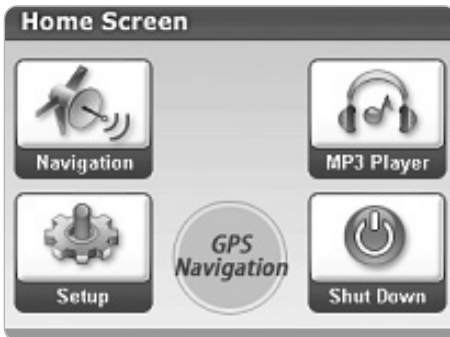 Home Screen
Navigation
MP3 Player
GPS
Navigation
Setup
Shut Down